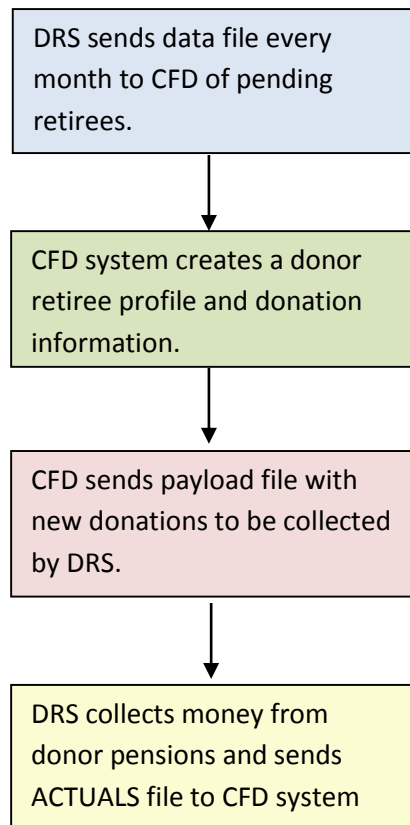 DRS sends data file every
month to CFD of pending
retirees.
CFD system creates a donor
retiree profile and donation
information.
CFD sends payload file with
new donations to be collected
by DRS.
DRS collects money from
donor pensions and sends
ACTUALS file to CFD system